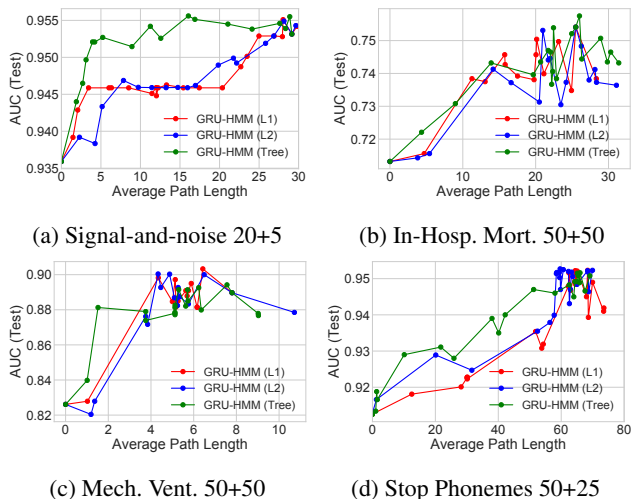 0.955
0.950
0.945
0.940
0.935
AUC (Test)
GRU-HMM (L1)
GRU-HMM (L2)
GRU-HMM (Tree)
0 5 10 15 20 25 30
Average Path Length
(a) Signal-and-noise 20+5
0.75
0.74
0.73
0.72
AUC (Test)
GRU-HMM (L1)
GRU-HMM (L2)
GRU-HMM (Tree)
0 5 10 15 20 25 30
Average Path Length
(b) In-Hosp. Mort. 50+50
0.90
0.88
0.86
0.84
0.82
AUC (Test)
GRU-HMM (L1)
GRU-HMM (L2)
GRU-HMM (Tree)
0 2 4 6 8 10
Average Path Length
(c) Mech. Vent. 50+50
0.95
0.94
0.93
0.92
AUC (Test)
GRU-HMM (L1)
GRU-HMM (L2)
GRU-HMM (Tree)
0 20 40 60 80
Average Path Length
(d) Stop Phonemes 50+25